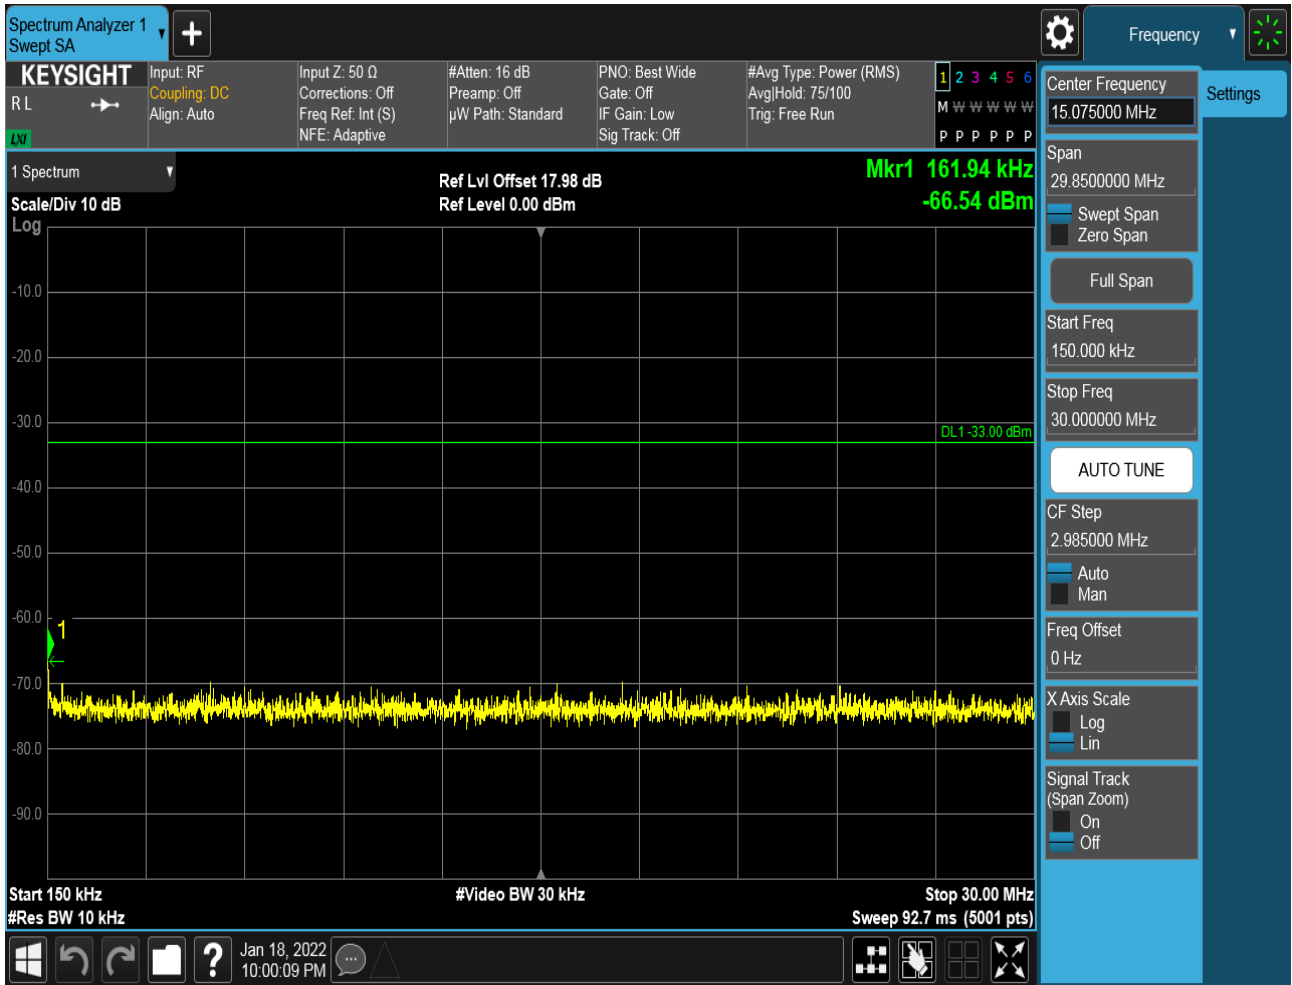 Spectrum Analyzer 1
Swept SA
Frequency
KEYSIGHT
R L
LXI
Input: RF
Coupling: DC
Align: Auto
Input Z: 50 Ω
Corrections: Off
Freq Ref: Int (S)
NFE: Adaptive
#Atten: 16 dB
Preamp: Off
µW Path: Standard
PNO: Best Wide
Gate: Off
IF Gain: Low
Sig Track: Off
#Avg Type: Power (RMS)
Avg|Hold: 75/100
Trig: Free Run
1 2 3 4 5 6
M W W W W W
P P P P P P
Center Frequency
15.075000 MHz
Settings
Span
29.8500000 MHz
Swept Span
Zero Span
Full Span
Start Freq
150.000 kHz
Stop Freq
30.000000 MHz
AUTO TUNE
CF Step
2.985000 MHz
Auto
Man
Freq Offset
0 Hz
X Axis Scale
Log
Lin
Signal Track
(Span Zoom)
On
Off
1 Spectrum
Scale/Div 10 dB
Log
Ref Lvl Offset 17.98 dB
Ref Level 0.00 dBm
Mkr1 161.94 kHz
-66.54 dBm
-10.0
-20.0
-30.0
DL1 -33.00 dBm
-40.0
-50.0
-60.0
1
-70.0
-80.0
-90.0
Start 150 kHz
#Video BW 30 kHz
Stop 30.00 MHz
#Res BW 10 kHz
Sweep 92.7 ms (5001 pts)
?
Jan 18, 2022
10:00:09 PM